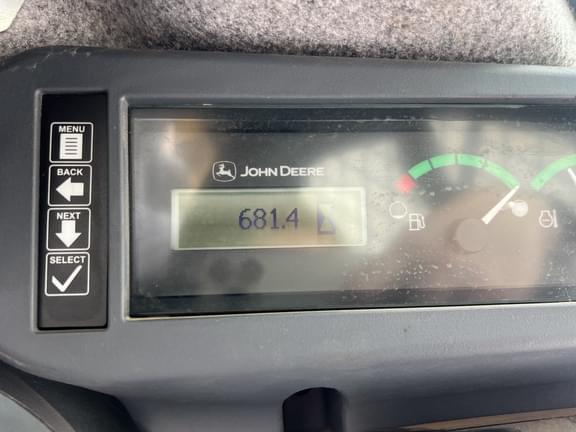 MENU
BACK
NEXT
SELECT
JOHN DEERE
681.4